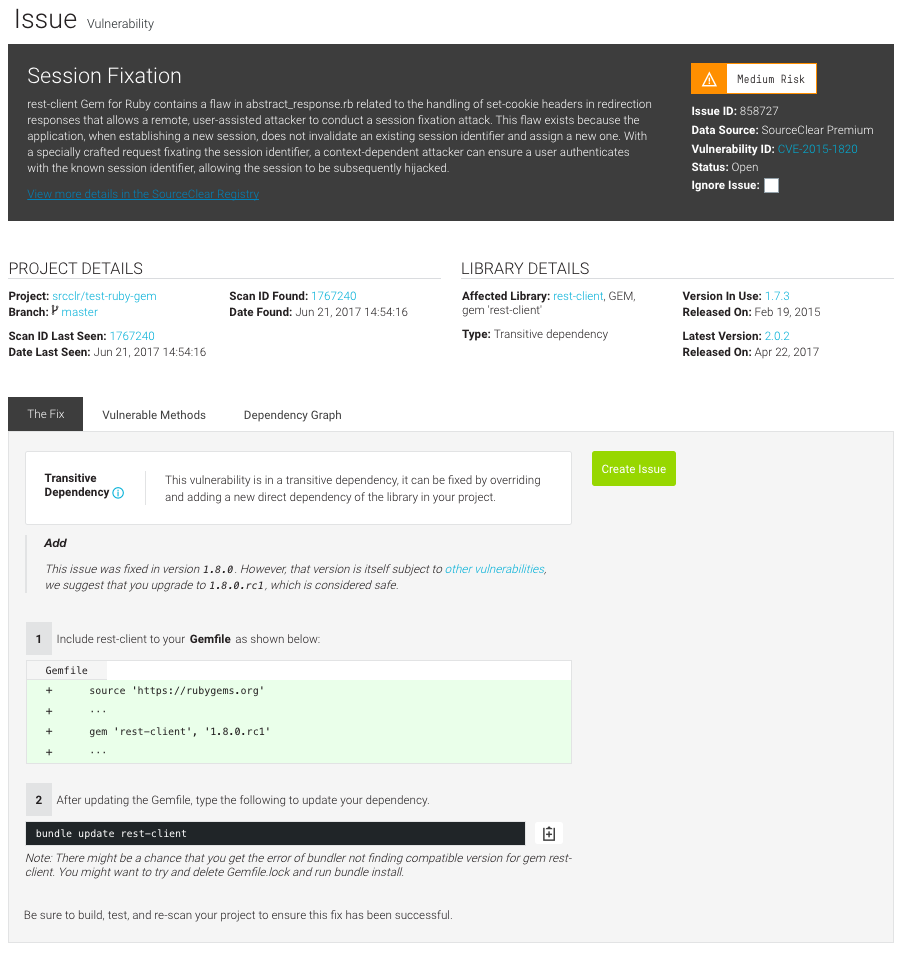 Issue Vulnerability
Session Fixation
rest-client Gem for Ruby contains a flaw in abstract_response.rb related to the handling of set-cookie headers in redirection
responses that allows a remote, user-assisted attacker to conduct a session fixation attack. This flaw exists because the
application, when establishing a new session, does not invalidate an existing session identifier and assign a new one. With
a specially crafted request fixating the session identifier, a context-dependent attacker can ensure a user authenticates
with the known session identifier, allowing the session to be subsequently hijacked.
View more details in the SourceClear Registry
Medium Risk
Issue ID: 858727
Data Source: SourceClear Premium
Vulnerability ID: CVE-2015-1820
Status: Open
Ignore Issue:
PROJECT DETAILS
Project: srcclr/test-ruby-gem
Branch: master
Scan ID Last Seen: 1767240
Date Last Seen: Jun 21, 2017 14:54:16
Scan ID Found: 1767240
Date Found: Jun 21, 2017 14:54:16
LIBRARY DETAILS
Affected Library: rest-client, GEM,
gem 'rest-client'
Type: Transitive dependency
Version In Use: 1.7.3
Released On: Feb 19, 2015
Latest Version: 2.0.2
Released On: Apr 22, 2017
The Fix
Vulnerable Methods
Dependency Graph
Transitive
Dependency
This vulnerability is in a transitive dependency, it can be fixed by overriding
and adding a new direct dependency of the library in your project.
Create Issue
Add
This issue was fixed in version 1.8.0. However, that version is itself subject to other vulnerabilities,
we suggest that you upgrade to 1.8.0.rc1, which is considered safe.
1 Include rest-client to your Gemfile as shown below:
Gemfile
+ source 'https://rubygems.org'
+ ...
+ gem 'rest-client', '1.8.0.rc1'
+ ...
2 After updating the Gemfile, type the following to update your dependency.
bundle update rest-client
Note: There might be a chance that you get the error of bundler not finding compatible version for gem rest-
client. You might want to try and delete Gemfile.lock and run bundle install.
Be sure to build, test, and re-scan your project to ensure this fix has been successful.